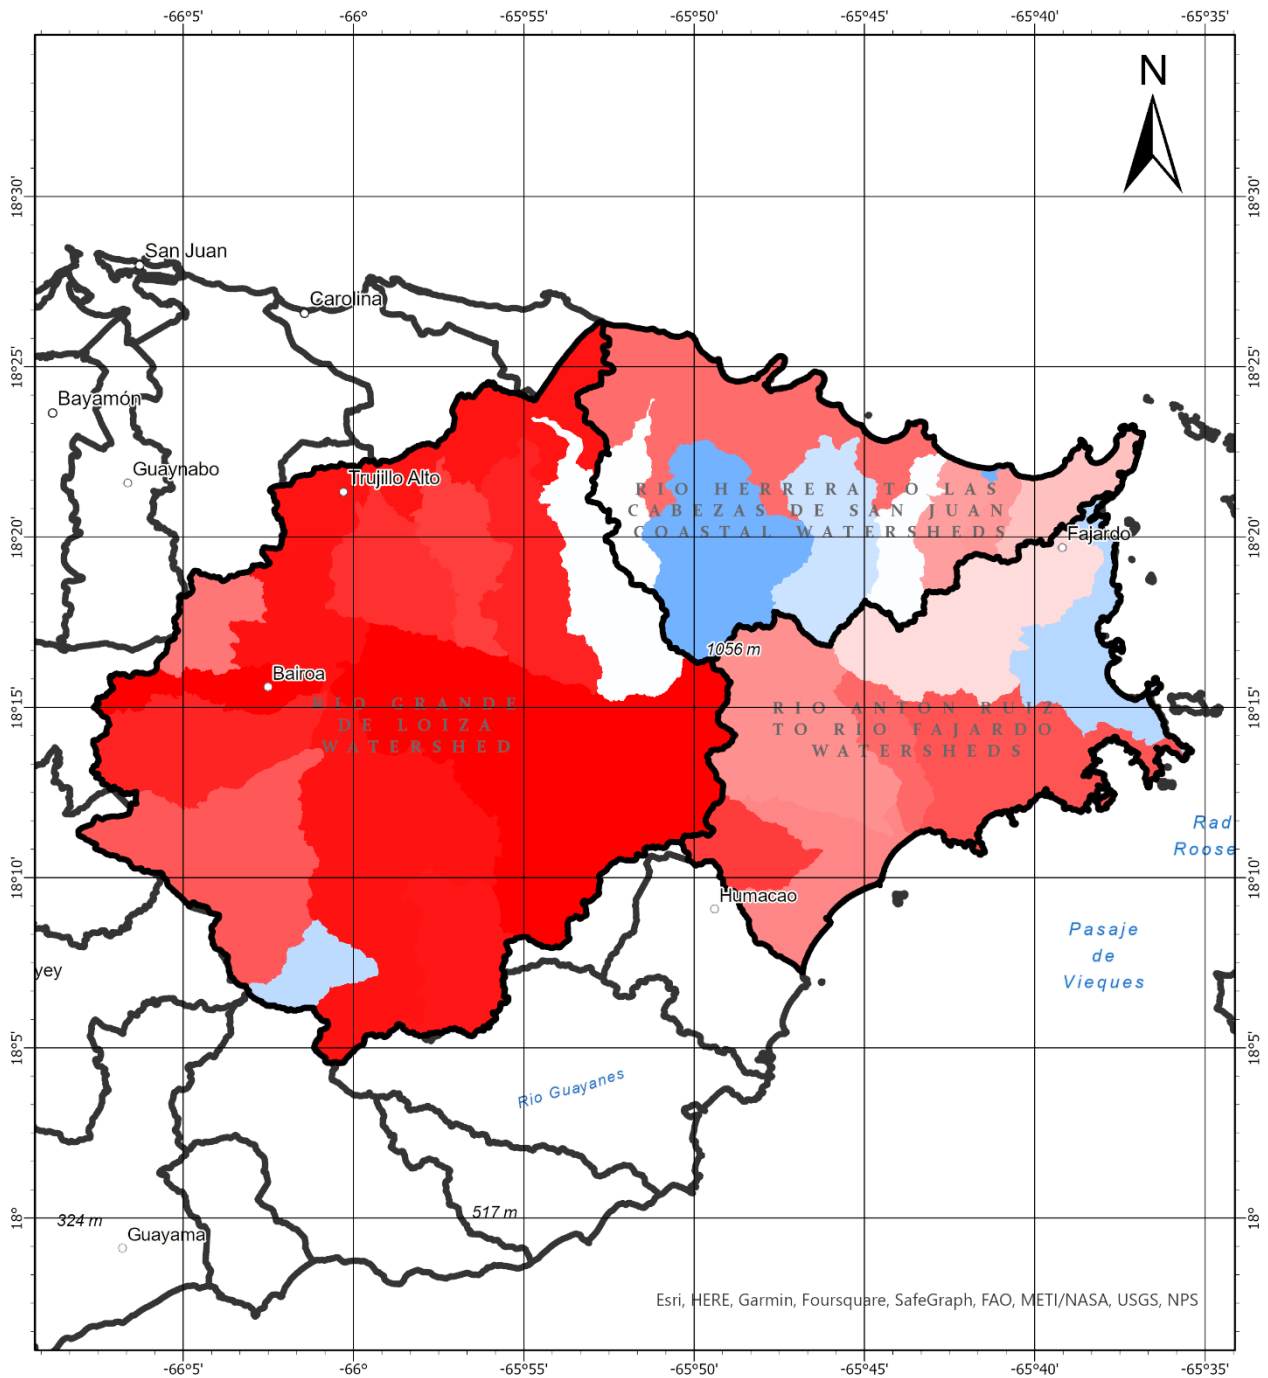 -66°5' -66° -65°55' -65°50' -65°45' -65°40' -65°35'
N
18°30' 18°30'
San Juan
Carolina
18°25' 18°25'
Bayamón
Guaynabo
Trujillo Alto
RIO HERRERA TO LAS
CABEZAS DE SAN JUAN
COASTAL WATERSHEDS
18°20' 18°20'
Fajardo
1056 m
Bairoa
18°15' 18°15'
RIO GRANDE
DE LOIZA
WATERSHED
RIO ANTON RUIZ
TO RIO FAJARDO
WATERSHEDS
Rad
Roose
18°10' 18°10'
Humacao
Pasaje
de
Vieques
yey
18°5' 18°5'
Rio Guayanes
18° 18°
324 m
517 m
Guayama
Esri, HERE, Garmin, Foursquare, SafeGraph, FAO, METI/NASA, USGS, NPS
-66°5' -66° -65°55' -65°50' -65°45' -65°40' -65°35'